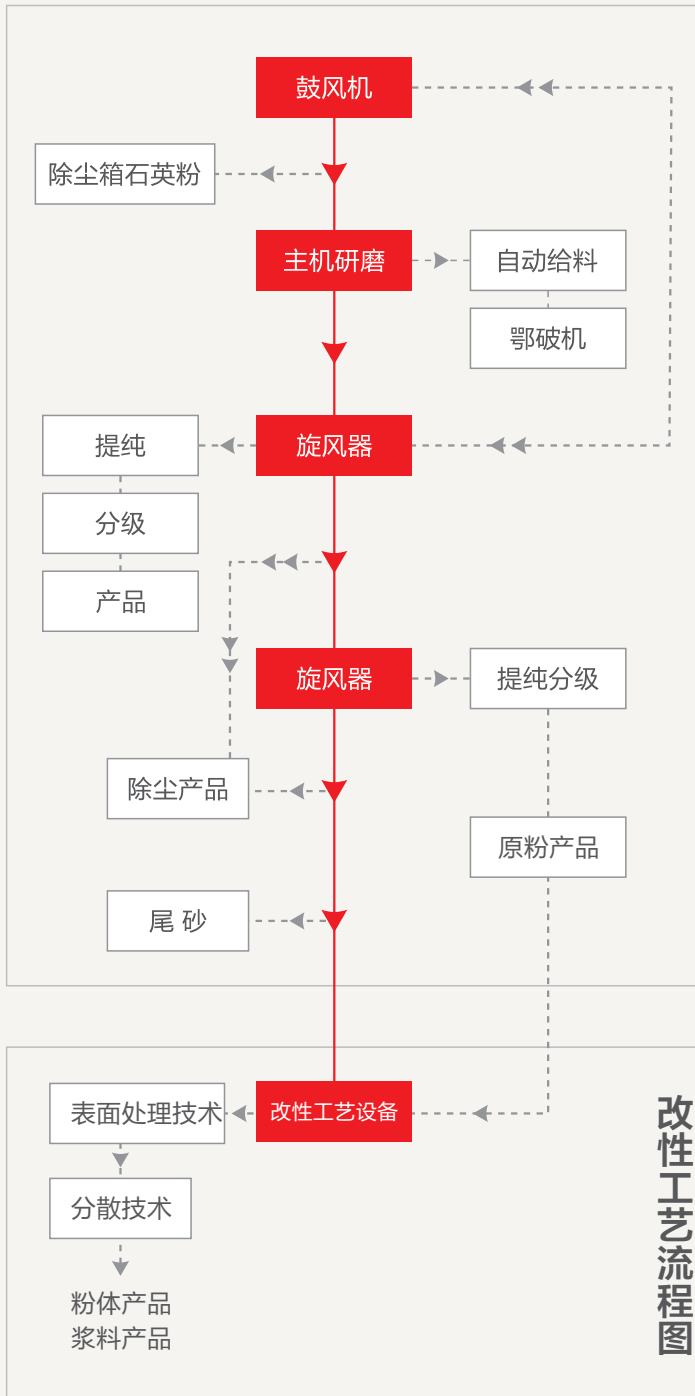 鼓风机
除尘箱石英粉
主机研磨
自动给料
鄂破机
提纯
旋风器
分级
产品
旋风器
提纯分级
除尘产品
原粉产品
尾 砂
表面处理技术
改性工艺设备
分散技术
粉体产品
浆料产品
改性工艺流程图